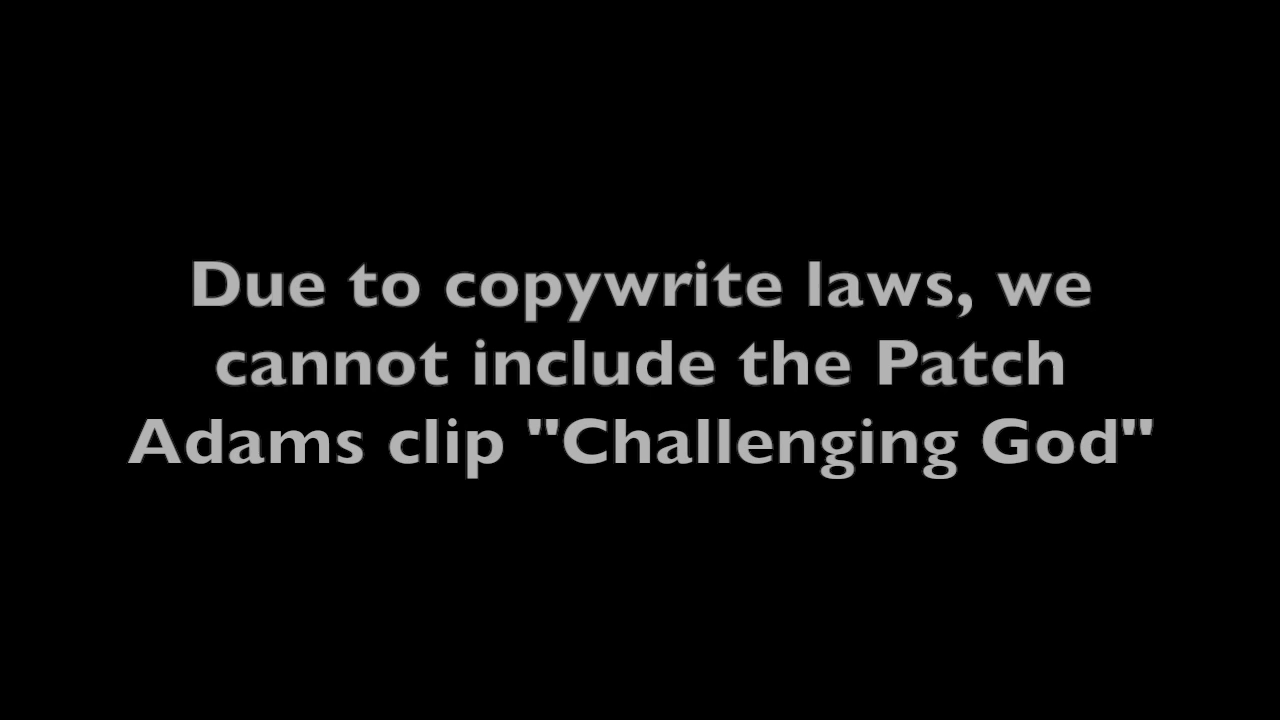 Due to copywrite laws, we
cannot include the Patch
Adams clip "Challenging God"